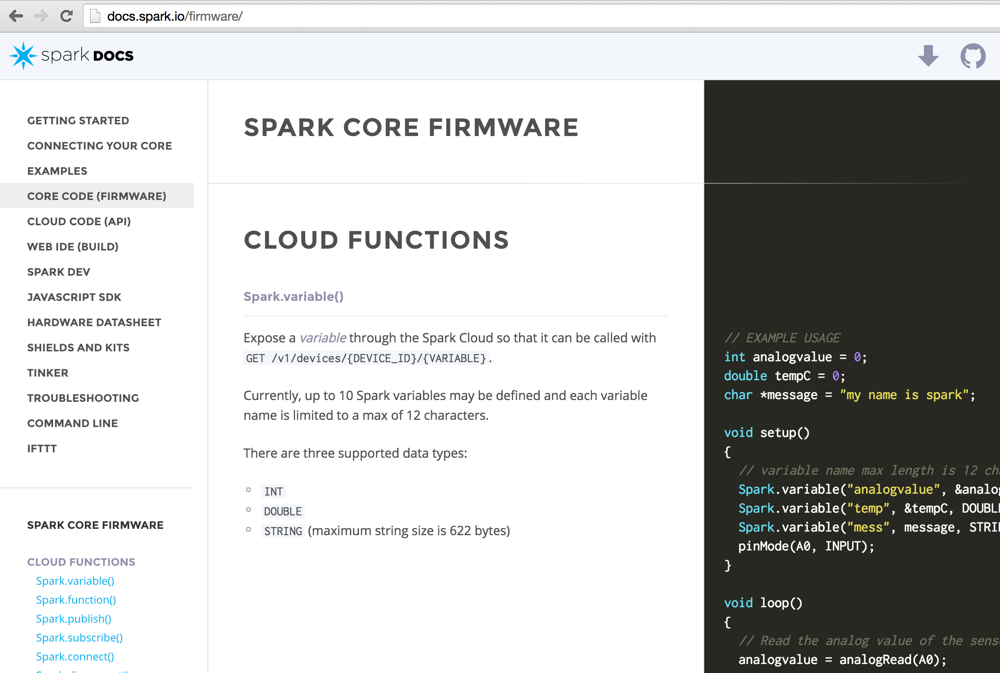 docs.spark.io/firmware/
spark DOCS
GETTING STARTED
CONNECTING YOUR CORE
EXAMPLES
CORE CODE (FIRMWARE)
CLOUD CODE (API)
WEB IDE (BUILD)
SPARK DEV
JAVASCRIPT SDK
HARDWARE DATASHEET
SHIELDS AND KITS
TINKER
TROUBLESHOOTING
COMMAND LINE
IFTTT
SPARK CORE FIRMWARE
CLOUD FUNCTIONS
Spark.variable()
Spark.function()
Spark.publish()
Spark.subscribe()
Spark.connect()
SPARK CORE FIRMWARE
CLOUD FUNCTIONS
Spark.variable()
Expose a variable through the Spark Cloud so that it can be called with
GET /v1/devices/{DEVICE_ID}/{VARIABLE}.
Currently, up to 10 Spark variables may be defined and each variable
name is limited to a max of 12 characters.
There are three supported data types:
INT
DOUBLE
STRING (maximum string size is 622 bytes)
// EXAMPLE USAGE
int analogvalue = 0;
double tempC = 0;
char *message = "my name is spark";
void setup()
{
// variable name max length is 12 ch
Spark.variable("analogvalue", &analog
Spark.variable("temp", &tempC, DOUBL
Spark.variable("mess", message, STRI
pinMode(A0, INPUT);
}
void loop()
{
// Read the analog value of the sens
analogvalue = analogRead(A0);